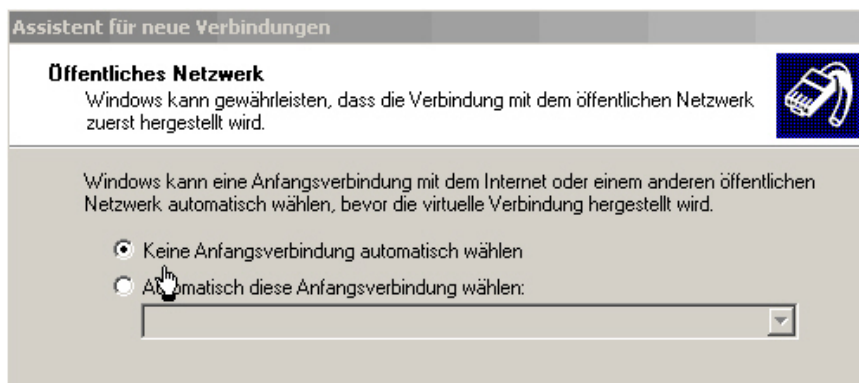 Assistent für neue Verbindungen
Öffentliches Netzwerk
Windows kann gewährleisten, dass die Verbindung mit dem öffentlichen Netzwerk
zuerst hergestellt wird.
Windows kann eine Anfangsverbindung mit dem Internet oder einem anderen öffentlichen
Netzwerk automatisch wählen, bevor die virtuelle Verbindung hergestellt wird.
Keine Anfangsverbindung automatisch wählen
Automatisch diese Anfangsverbindung wählen: